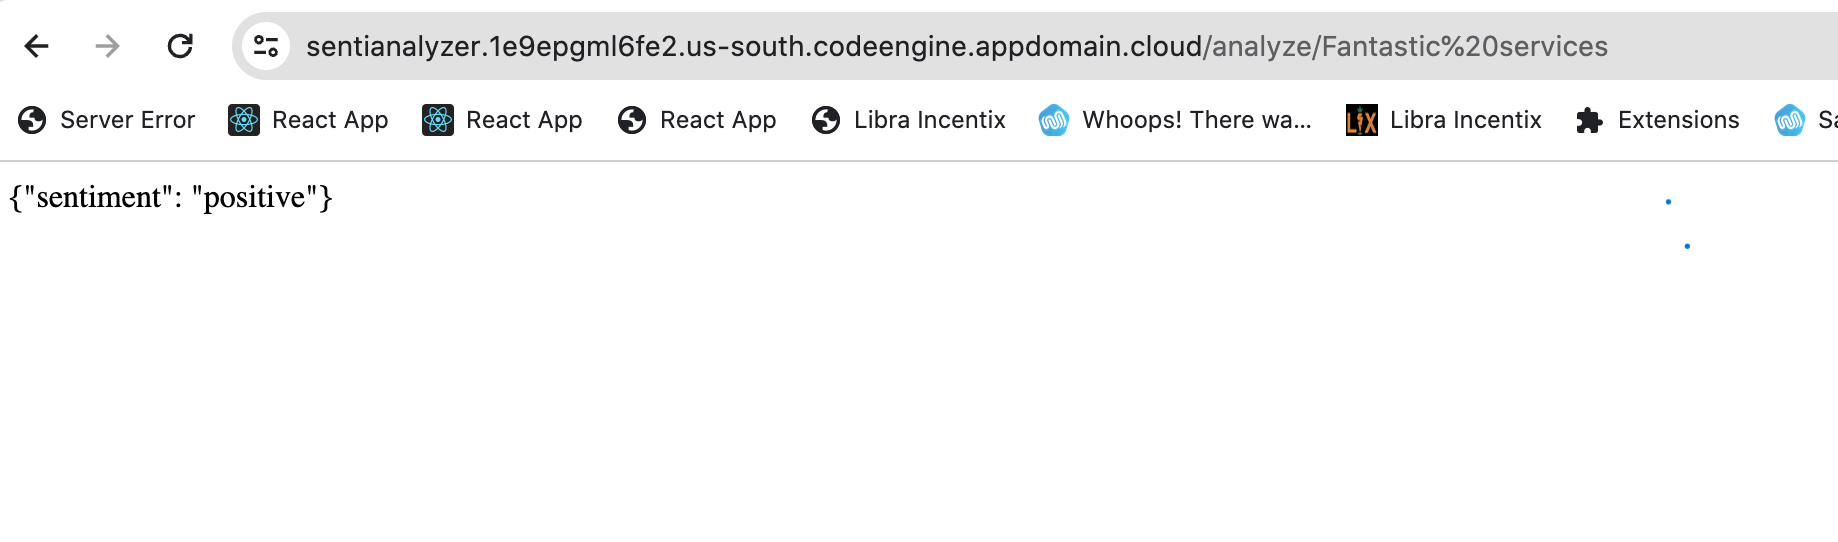 sentianalyzer.1e9epgml6fe2.us-south.codeengine.appdomain.cloud/analyze/Fantastic%20services
Server Error React App React App React App Libra Incentix Whoops! There wa... LIX Libra Incentix Extensions
{"sentiment": "positive"}